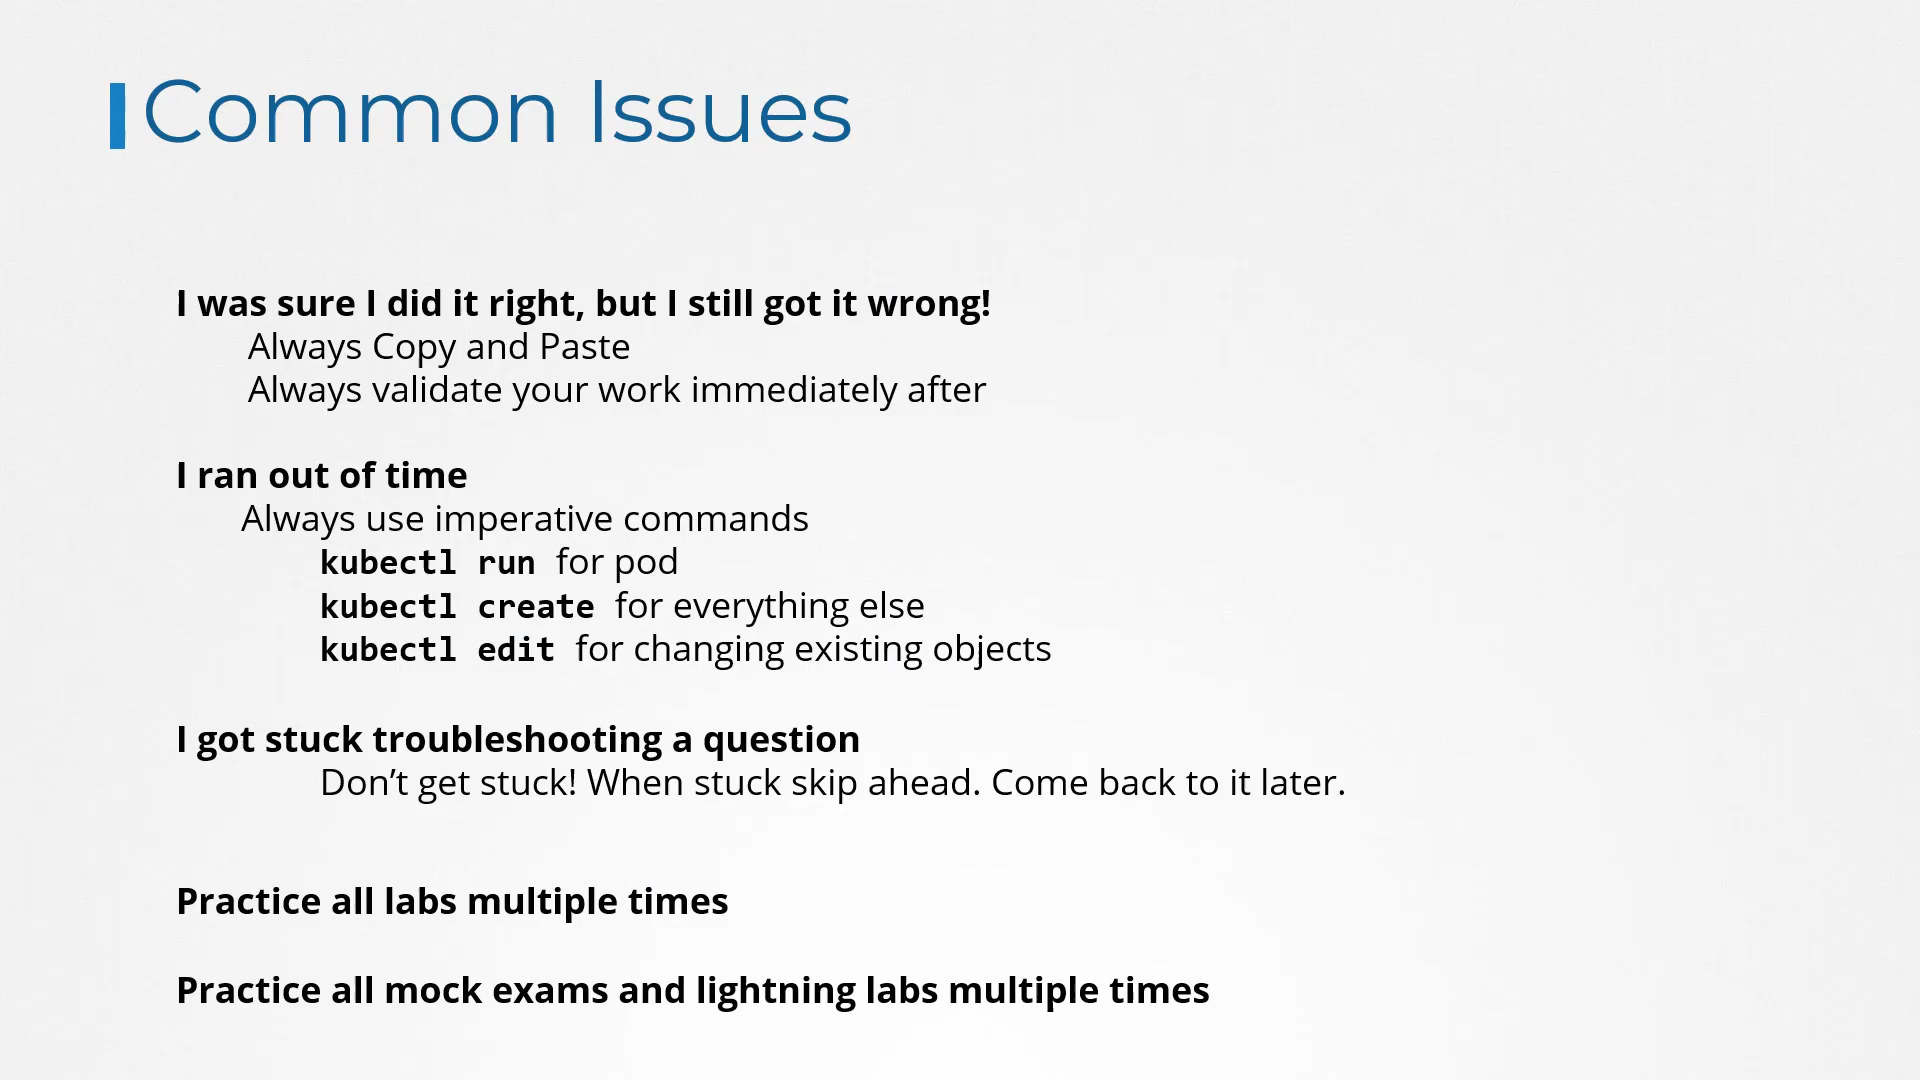 Common Issues
I was sure I did it right, but I still got it wrong!
Always Copy and Paste
Always validate your work immediately after
I ran out of time
Always use imperative commands
kubectl run for pod
kubectl create for everything else
kubectl edit for changing existing objects
I got stuck troubleshooting a question
Don’t get stuck! When stuck skip ahead. Come back to it later.
Practice all labs multiple times
Practice all mock exams and lightning labs multiple times